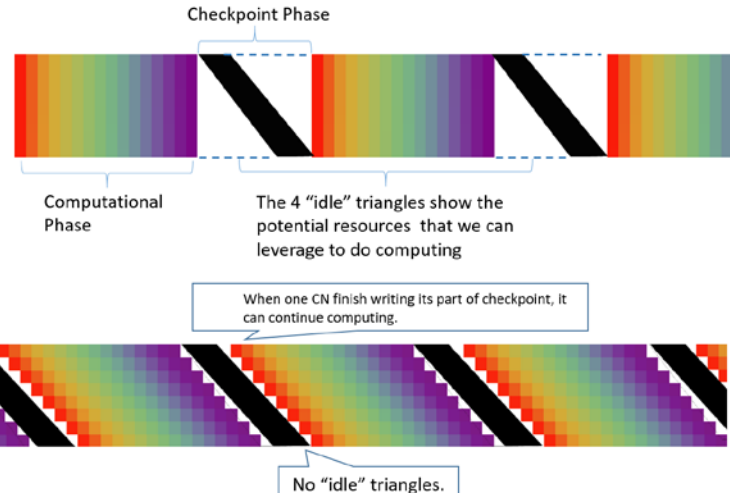 Checkpoint Phase
Computational
Phase
The 4 “idle” triangles show the
potential resources that we can
leverage to do computing
When one CN finish writing its part of checkpoint, it
can continue computing.
No “idle” triangles.